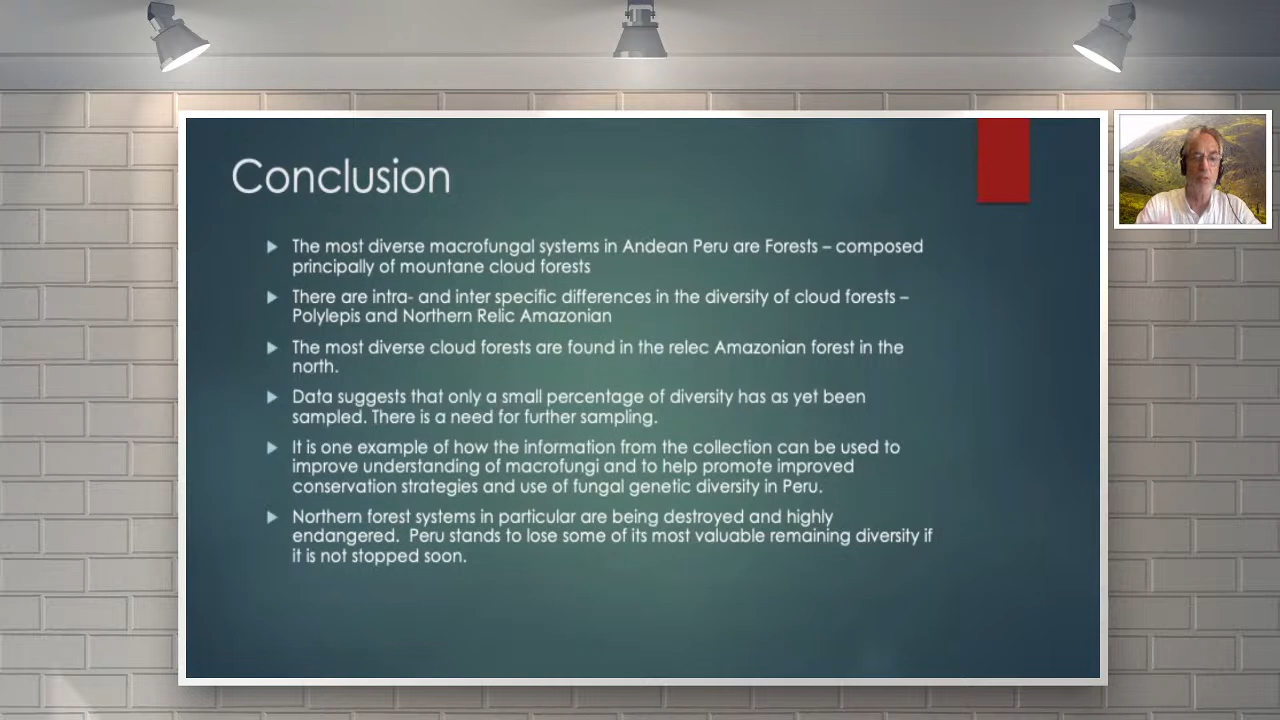 Conclusion
The most diverse macrofungal systems in Andean Peru are Forests – composed
principally of mountane cloud forests
There are intra- and inter specific differences in the diversity of cloud forests –
Polylepis and Northern Relic Amazonian
The most diverse cloud forests are found in the relec Amazonian forest in the
north.
Data suggests that only a small percentage of diversity has as yet been
sampled. There is a need for further sampling.
It is one example of how the information from the collection can be used to
improve understanding of macrofungi and to help promote improved
conservation strategies and use of fungal genetic diversity in Peru.
Northern forest systems in particular are being destroyed and highly
endangered.  Peru stands to lose some of its most valuable remaining diversity if
it is not stopped soon.